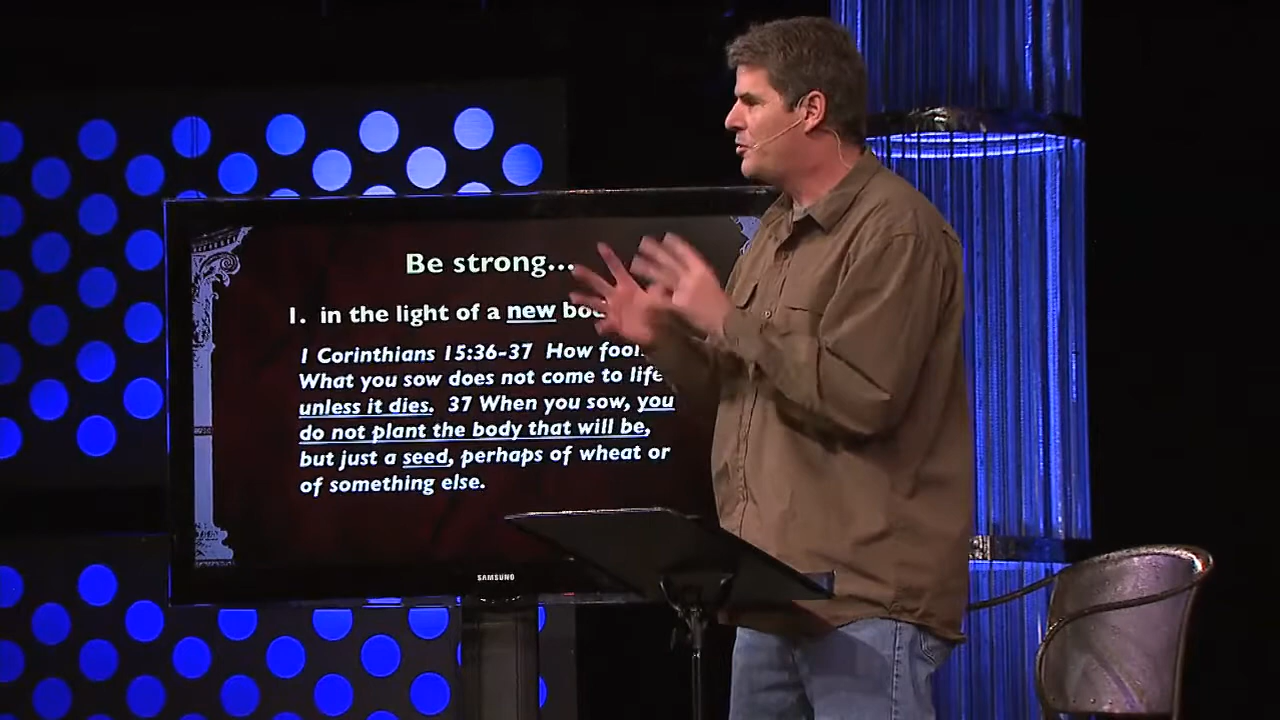 Be strong...
1. in the light of a new
1 Corinthians 15:36-37 How
What you sow does not come to life
unless it dies. 37 When you sow, you
do not plant the body that will be,
but just a seed, perhaps of wheat or
of something else.
SAMSUNG